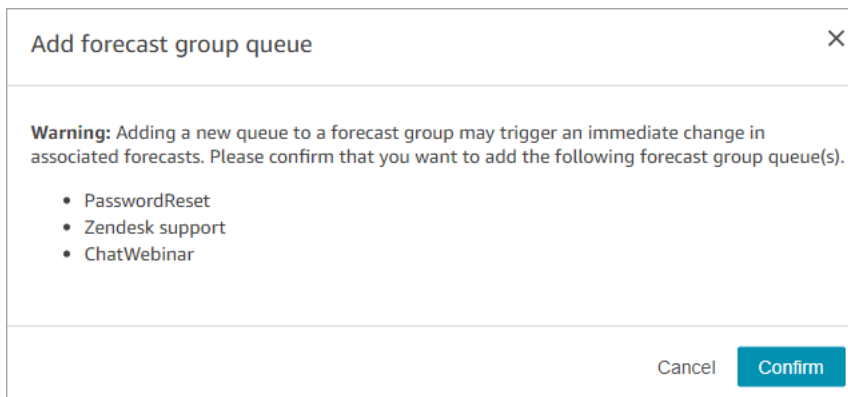 Add forecast group queue
Warning: Adding a new queue to a forecast group may trigger an immediate change in
associated forecasts. Please confirm that you want to add the following forecast group queue(s).
• PasswordReset
• Zendesk support
• ChatWebinar
Cancel
Confirm